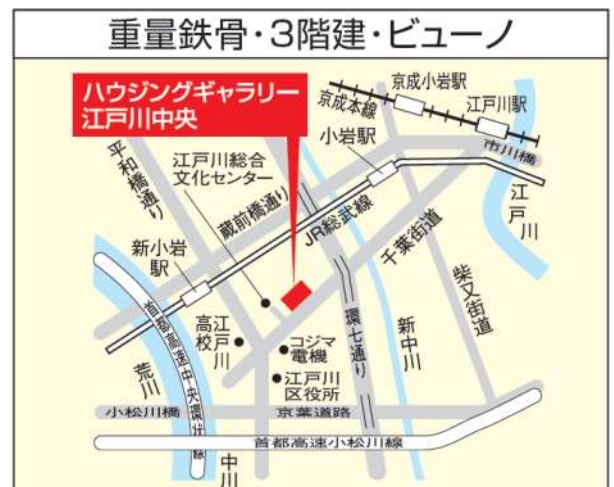 重量鉄骨・3階建・ビューノ
ハウジングギャラリー
江戸川中央
京成小岩駅
京成本線
江戸川駅
市川橋
小岩駅
江戸川
平和橋通り
江戸川総合
文化センター
蔵前橋通り
JR総武線
千葉街道
柴又街道
新小岩
駅
首都高速中央環状線
江戸川
高校
コジマ
電機
環七通り
新中川
荒川
江戸川
区役所
小松川橋
京葉道路
首都高速小松川線
中川